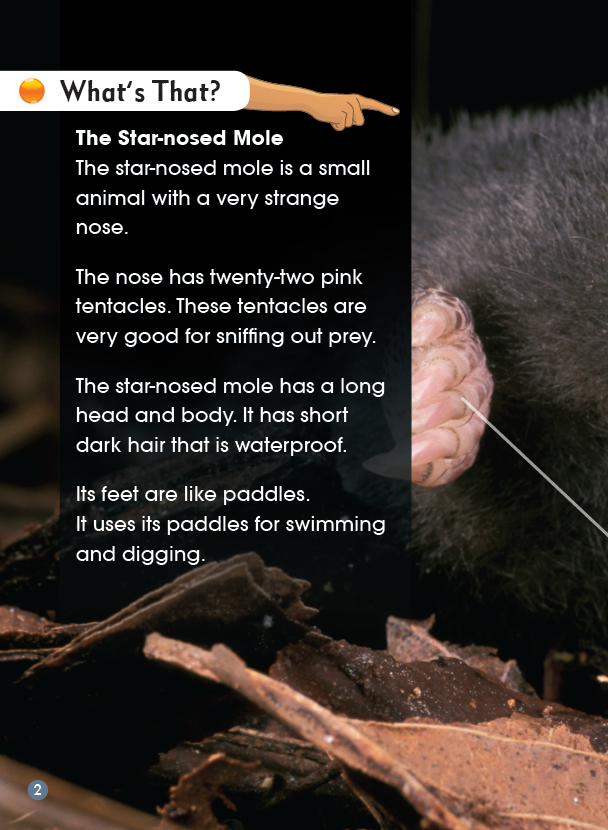 What's That?
The Star-nosed Mole
The star-nosed mole is a small
animal with a very strange
nose.
The nose has twenty-two pink
tentacles. These tentacles are
very good for sniffing out prey.
The star-nosed mole has a long
head and body. It has short
dark hair that is waterproof.
Its feet are like paddles.
It uses its paddles for swimming
and digging.
2